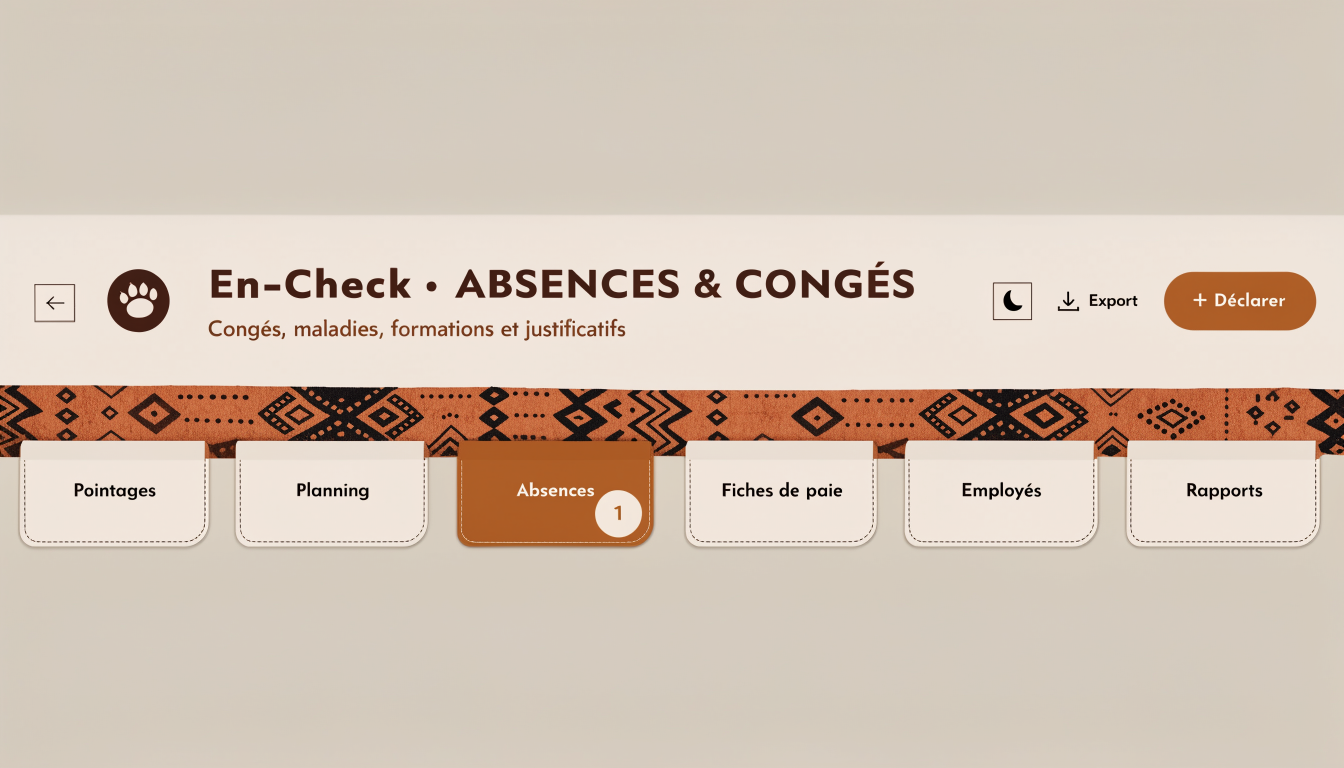 En-Check • ABSENCES & CONGÉS
Congés, maladies, formations et justificatifs
Export
+ Déclarer
Pointages
Planning
Absences
1
Fiches de paie
Employés
Rapports